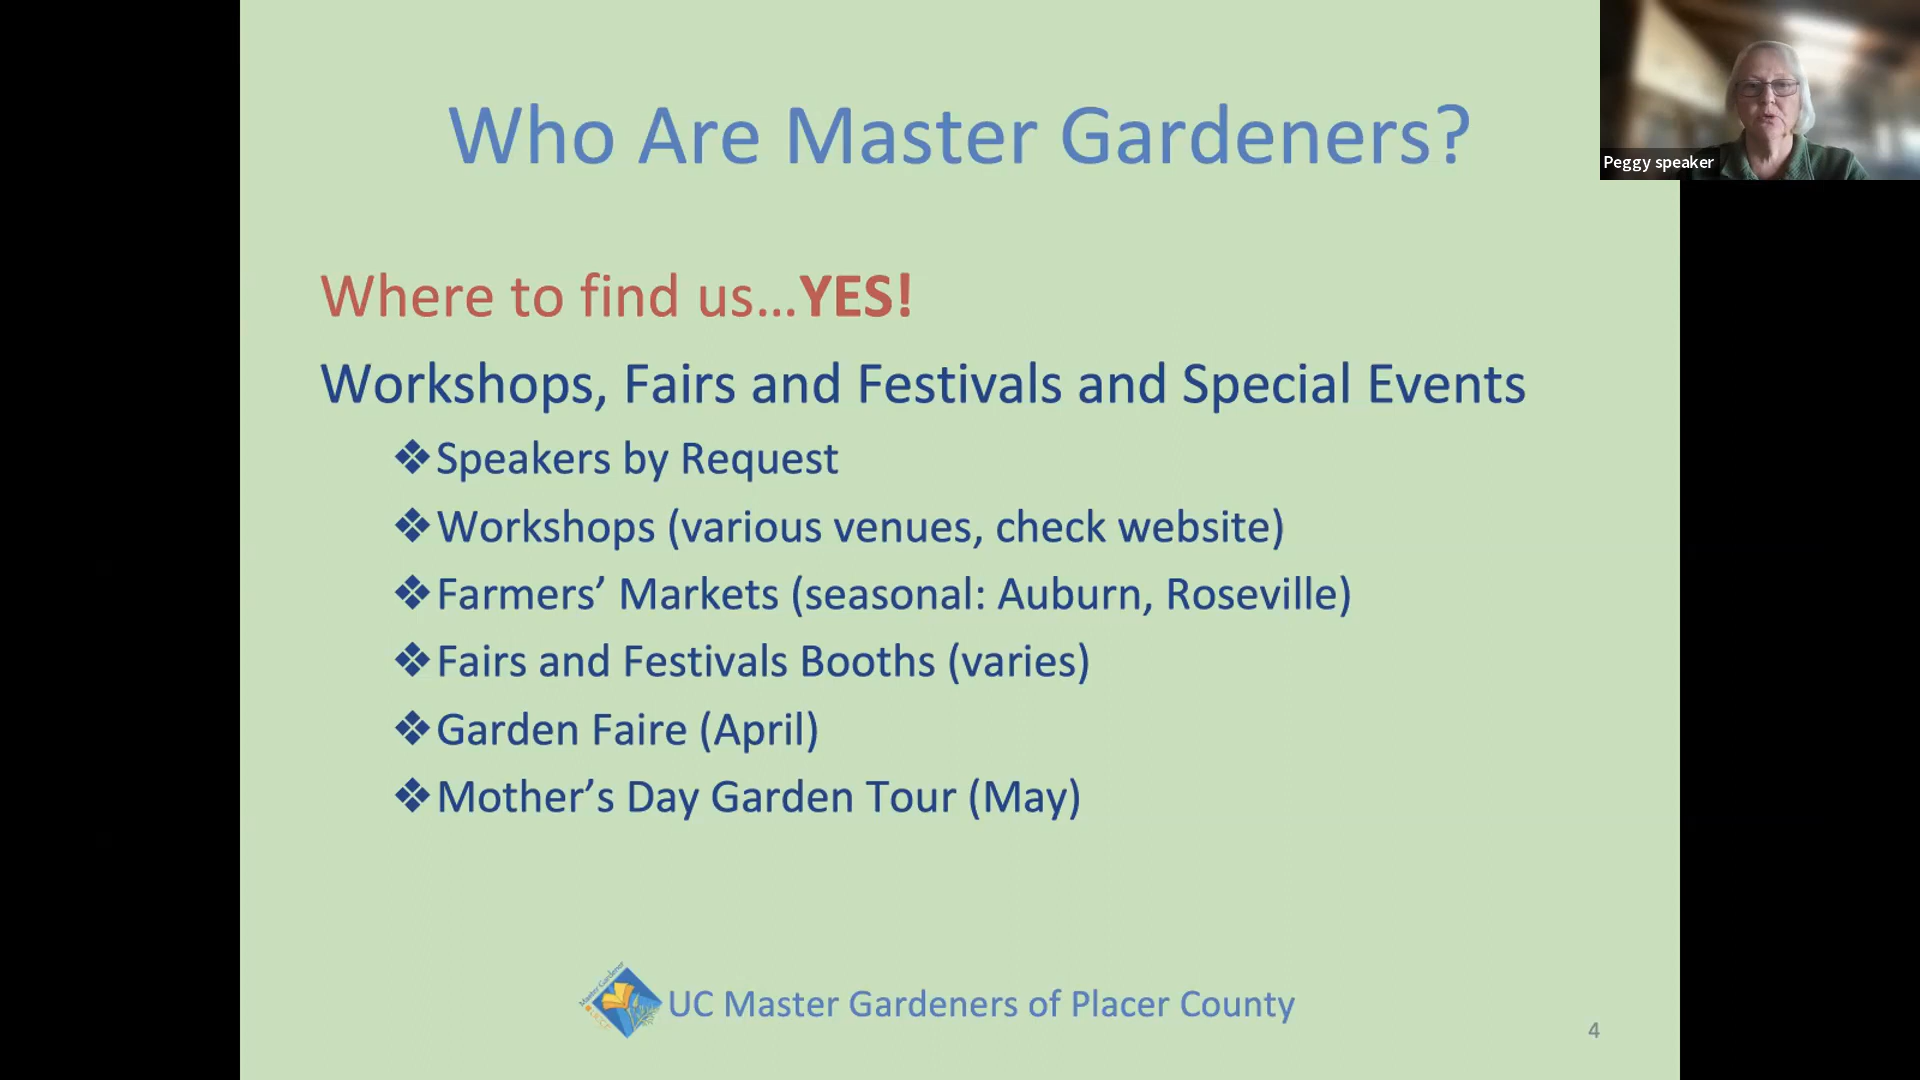 Who Are Master Gardeners?
Peggy speaker
Where to find us...YES!
Workshops, Fairs and Festivals and Special Events
❖Speakers by Request
❖Workshops (various venues, check website)
❖Farmers’ Markets (seasonal: Auburn, Roseville)
❖Fairs and Festivals Booths (varies)
❖Garden Faire (April)
❖Mother’s Day Garden Tour (May)
Master Gardener
UC Master Gardeners of Placer County
4